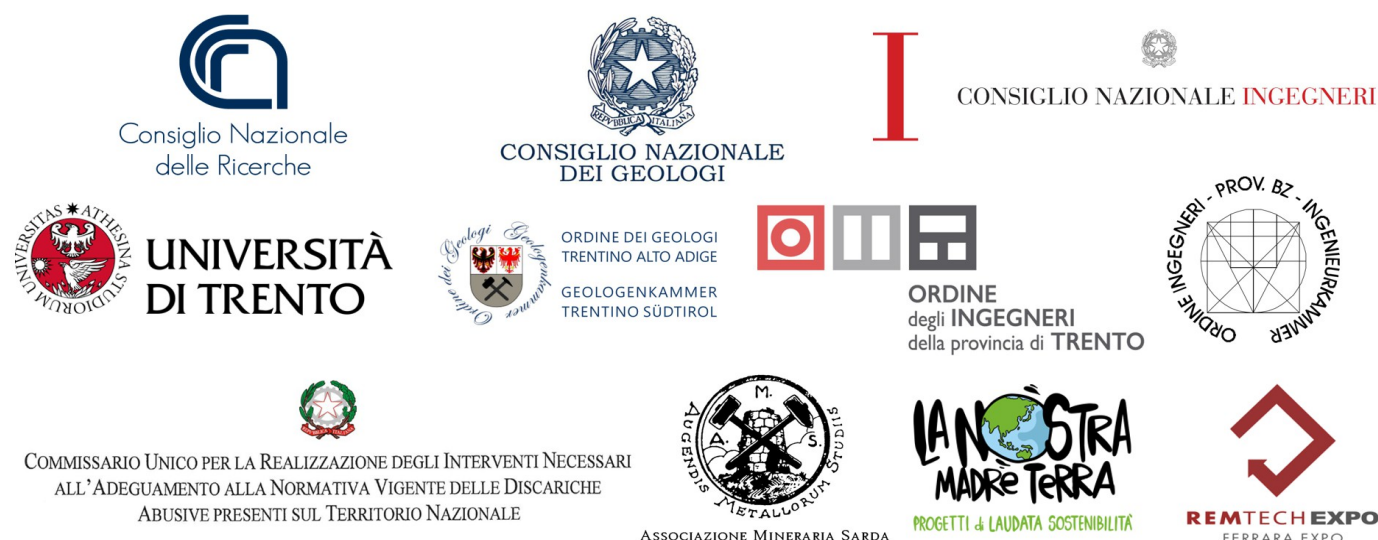 Consiglio Nazionale
delle Ricerche
REPVBBLICA ITALIANA
CONSIGLIO NAZIONALE
DEI GEOLOGI
I
CONSIGLIO NAZIONALE INGEGNERI
UNIVERSITAS ATHESINA STUDIORUM
UNIVERSITÀ
DI TRENTO
Ordine dei Geologi Geologenkammer
ORDINE DEI GEOLOGI
TRENTINO ALTO ADIGE
GEOLOGENKAMMER
TRENTINO SÜDTIROL
ORDINE
degli INGEGNERI
della provincia di TRENTO
ORDINE INGEGNERI - PROV. BZ - INGENIEURKAMMER
COMMISSARIO UNICO PER LA REALIZZAZIONE DEGLI INTERVENTI NECESSARI
ALL'ADEGUAMENTO ALLA NORMATIVA VIGENTE DELLE DISCARICHE
ABUSIVE PRESENTI SUL TERRITORIO NAZIONALE
A. M. S.
AUGENDIS METALLORUM STUDIIS
ASSOCIAZIONE MINERARIA SARDA
LA NOSTRA
MADRE TERRA
PROGETTI di LAUDATA SOSTENIBILITÀ
REMTECH EXPO
FERRARA EXPO